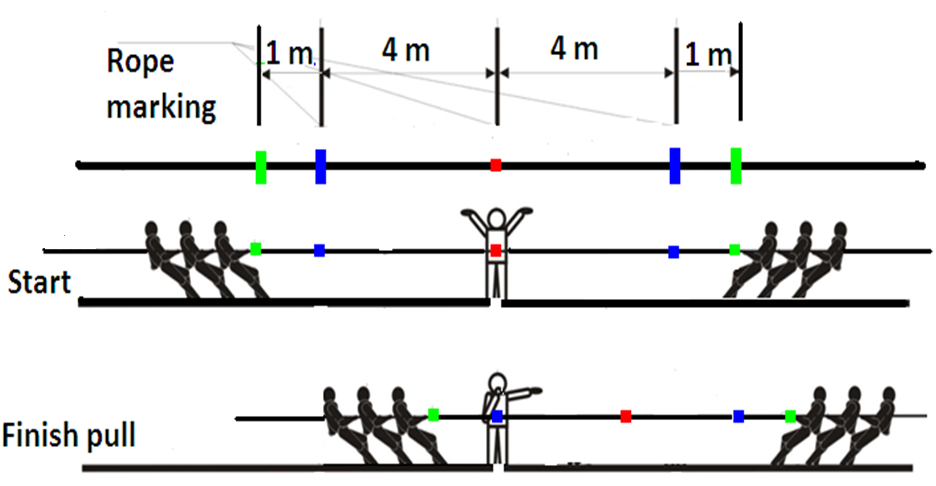 Rope
marking
1 m
4 m
4 m
1 m
Start
Finish pull